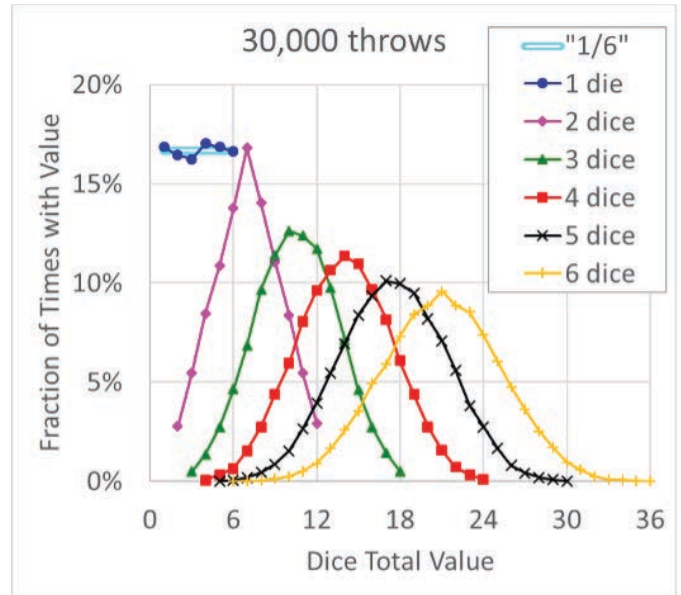 30,000 throws
"1/6"
1 die
2 dice
3 dice
4 dice
5 dice
6 dice
20%
15%
10%
5%
0%
Fraction of Times with Value
0 6 12 18 24 30 36
Dice Total Value